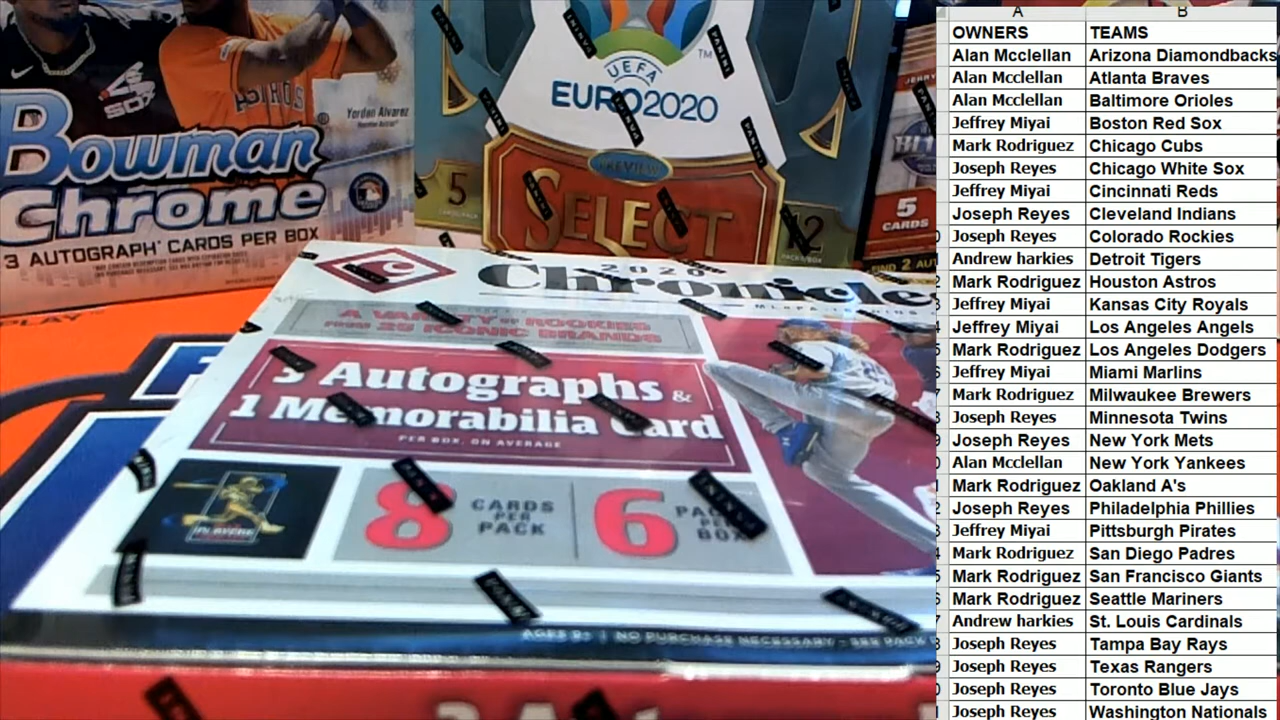 SOX
ASTROS
Yordan Alvarez
Bowman
Chrome
3 AUTOGRAPH CARDS PER BOX
UEFA
EURO2020
TM
PREVIEW
SELECT
5
12
5
CARDS
2020
Chronicles
A VARIETY OF ROOKIES
FROM 25 ICONIC BRANDS
3 Autographs &
1 Memorabilia Card
PER BOX, ON AVERAGE
8 CARDS PER PACK
6 PACKS PER BOX
AGES 9+ | NO PURCHASE NECESSARY - SEE PACK
A B
OWNERS TEAMS
Alan Mcclellan Arizona Diamondbacks
Alan Mcclellan Atlanta Braves
Alan Mcclellan Baltimore Orioles
Jeffrey Miyai Boston Red Sox
Mark Rodriguez Chicago Cubs
Joseph Reyes Chicago White Sox
Jeffrey Miyai Cincinnati Reds
Joseph Reyes Cleveland Indians
Joseph Reyes Colorado Rockies
Andrew harkies Detroit Tigers
Mark Rodriguez Houston Astros
Jeffrey Miyai Kansas City Royals
Jeffrey Miyai Los Angeles Angels
Mark Rodriguez Los Angeles Dodgers
Jeffrey Miyai Miami Marlins
Mark Rodriguez Milwaukee Brewers
Joseph Reyes Minnesota Twins
Joseph Reyes New York Mets
Alan Mcclellan New York Yankees
Mark Rodriguez Oakland A's
Joseph Reyes Philadelphia Phillies
Jeffrey Miyai Pittsburgh Pirates
Mark Rodriguez San Diego Padres
Mark Rodriguez San Francisco Giants
Mark Rodriguez Seattle Mariners
Andrew harkies St. Louis Cardinals
Joseph Reyes Tampa Bay Rays
Joseph Reyes Texas Rangers
Joseph Reyes Toronto Blue Jays
Joseph Reyes Washington Nationals